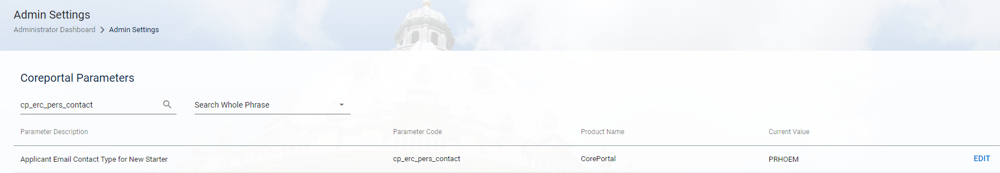 Admin Settings
Administrator Dashboard > Admin Settings
Coreportal Parameters
cp_erc_pers_contact Search Whole Phrase
Parameter Description Parameter Code Product Name Current Value
Applicant Email Contact Type for New Starter cp_erc_pers_contact CorePortal PRHOEM EDIT